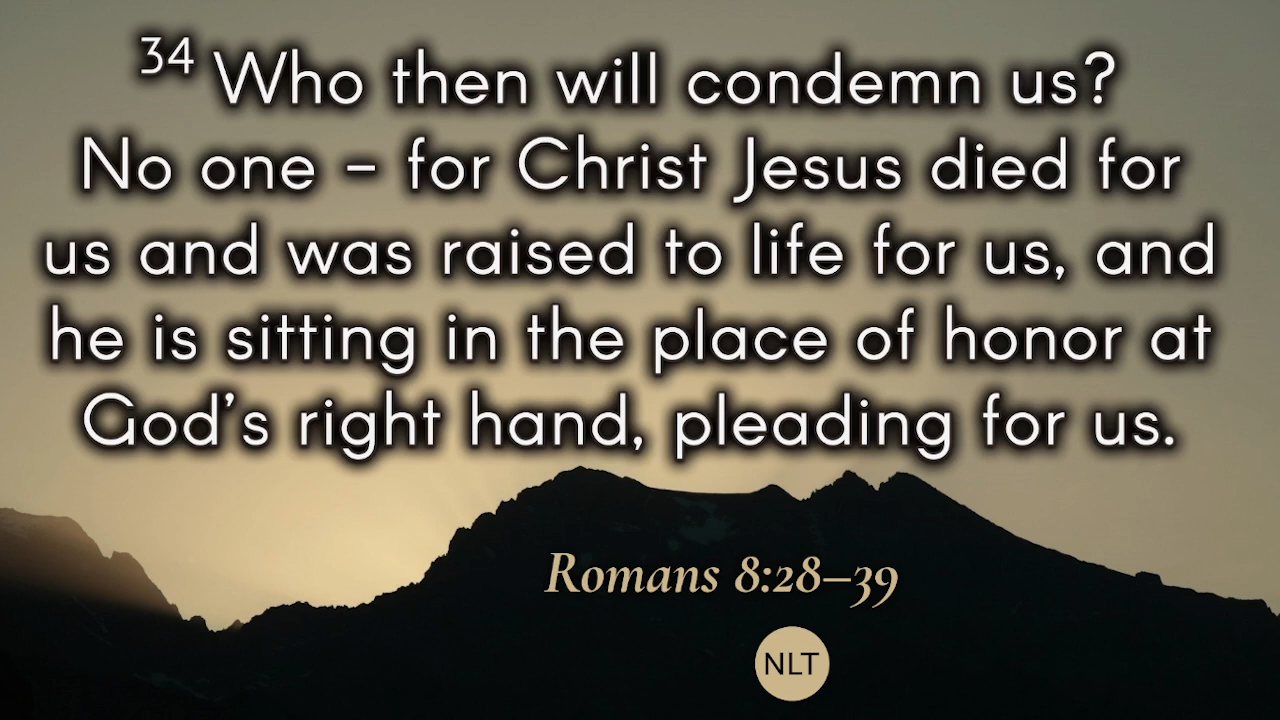 34 Who then will condemn us?
No one – for Christ Jesus died for
us and was raised to life for us, and
he is sitting in the place of honor at
God’s right hand, pleading for us.
Romans 8:28–39
NLT